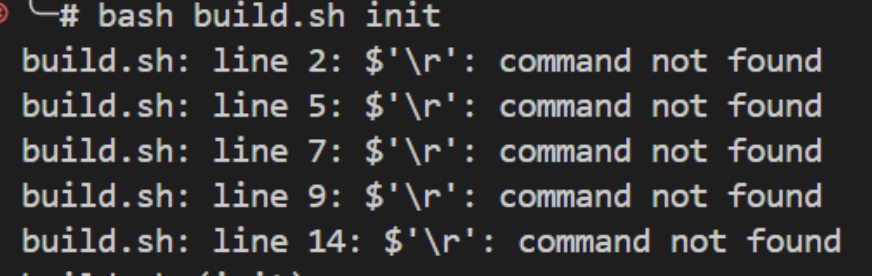 # bash build.sh init
build.sh: line 2: $'\r': command not found
build.sh: line 5: $'\r': command not found
build.sh: line 7: $'\r': command not found
build.sh: line 9: $'\r': command not found
build.sh: line 14: $'\r': command not found